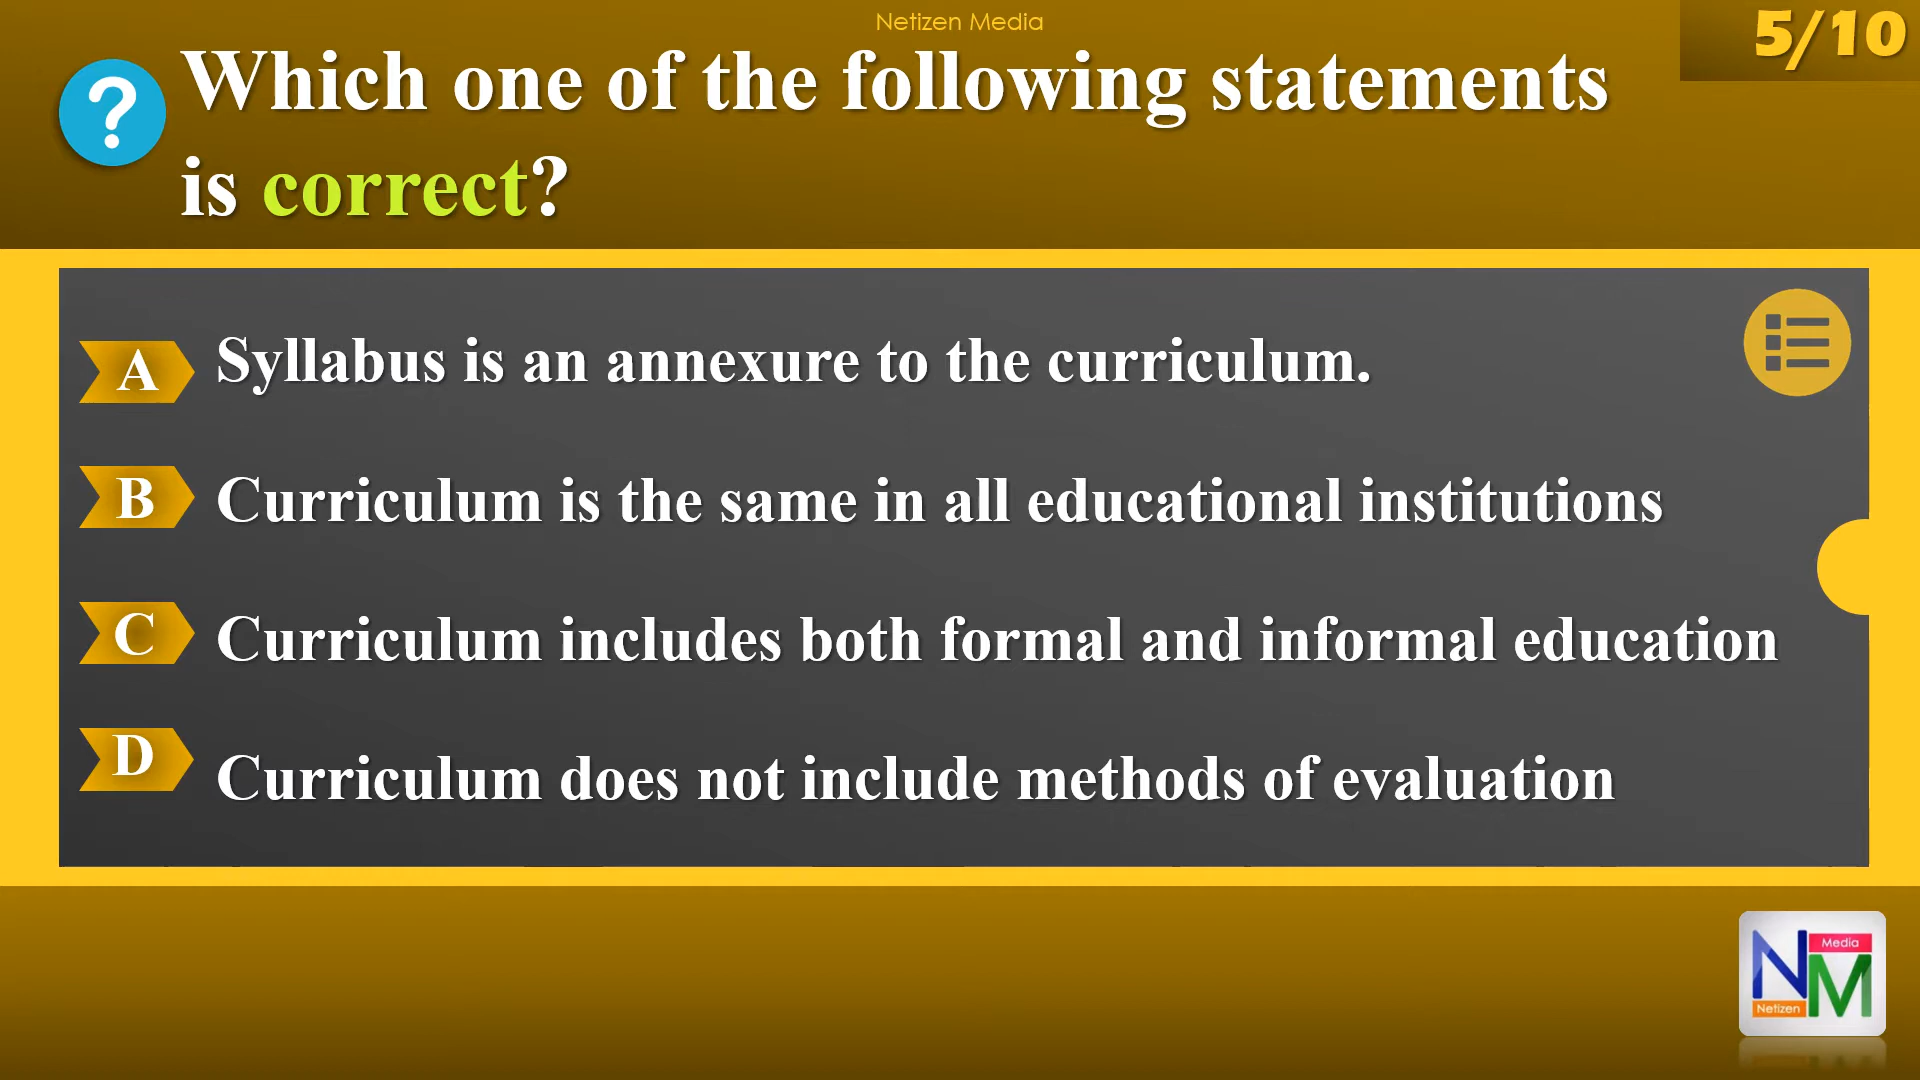 Netizen Media
5/10
? Which one of the following statements
is correct?
A Syllabus is an annexure to the curriculum.
B Curriculum is the same in all educational institutions
C Curriculum includes both formal and informal education
D Curriculum does not include methods of evaluation
Media
NM
Netizen